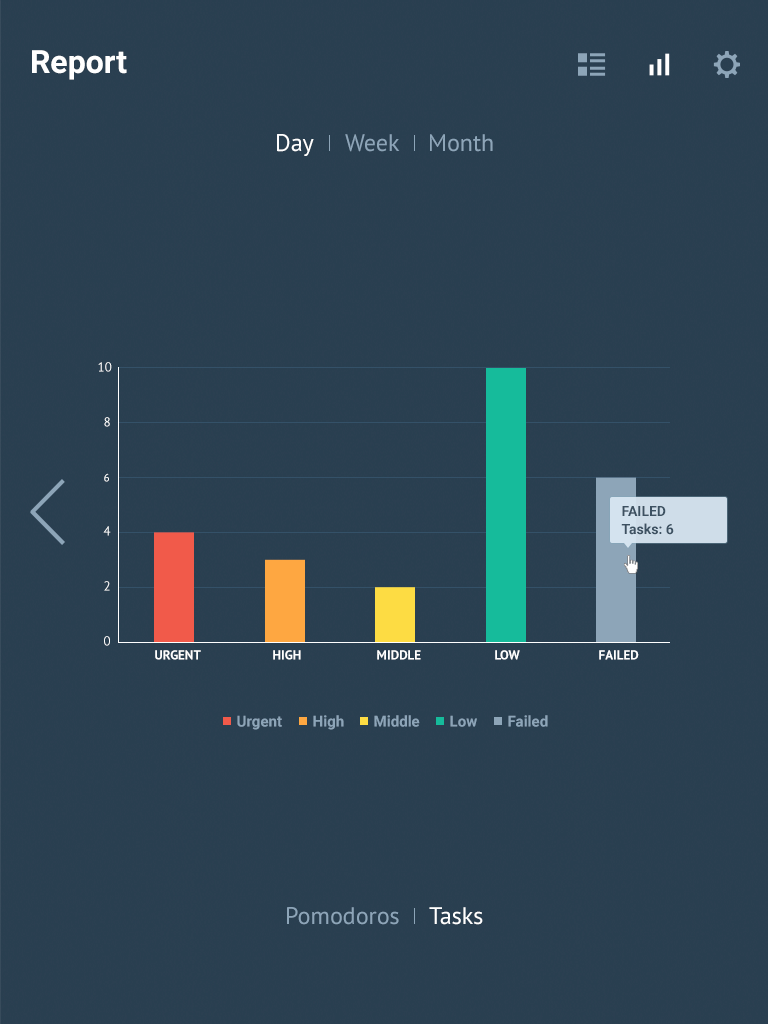 Report
Day | Week | Month
10
8
6
4
2
0
FAILED
Tasks: 6
URGENT HIGH MIDDLE LOW FAILED
Urgent High Middle Low Failed
Pomodoros | Tasks